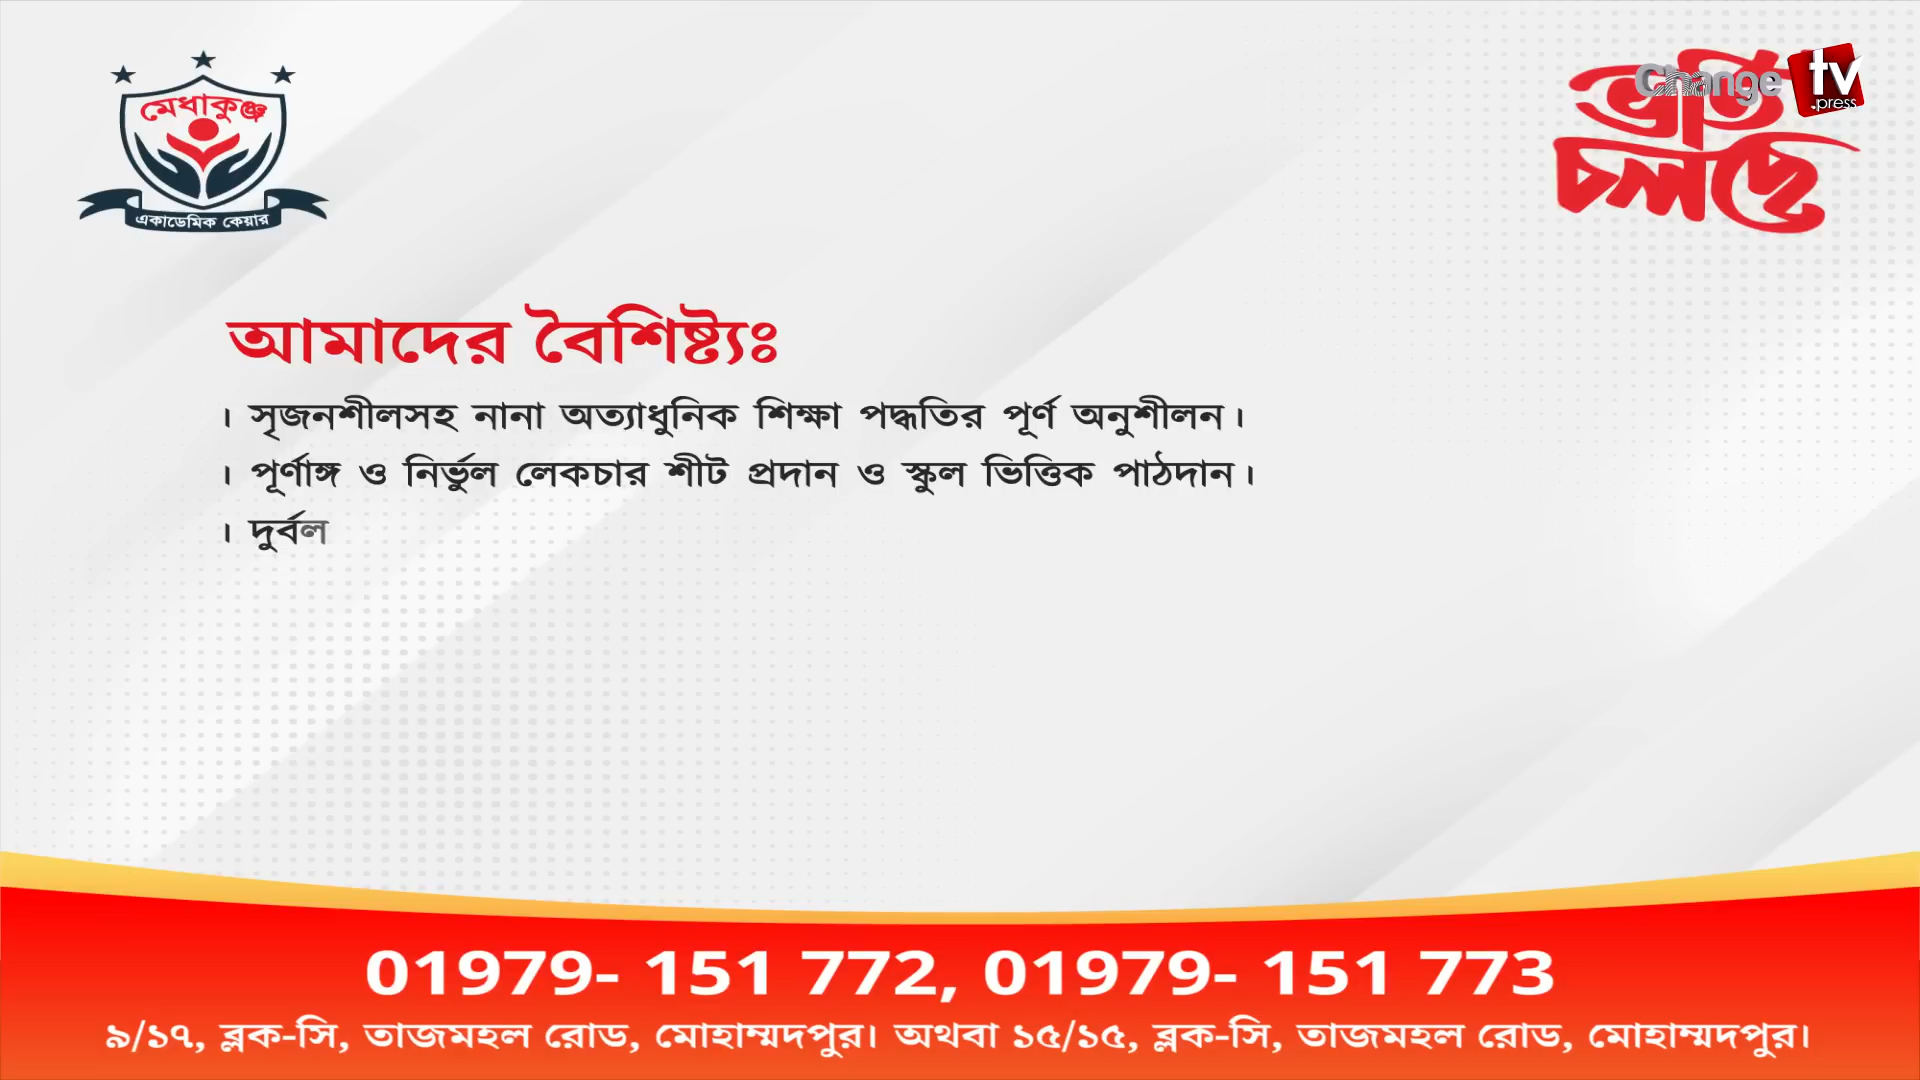 মেধাকুঞ্জ
একাডেমিক কেয়ার
ভর্তি
চলছে
Change tv
.press
আমাদের বৈশিষ্ট্যঃ
। সৃজনশীলসহ নানা অত্যাধুনিক শিক্ষা পদ্ধতির পূর্ণ অনুশীলন।
। পূর্ণাঙ্গ ও নির্ভুল লেকচার শীট প্রদান ও স্কুল ভিত্তিক পাঠদান।
। দুর্বল
01979- 151 772, 01979- 151 773
৯/১৭, ব্লক-সি, তাজমহল রোড, মোহাম্মদপুর। অথবা ১৫/১৫, ব্লক-সি, তাজমহল রোড, মোহাম্মদপুর।